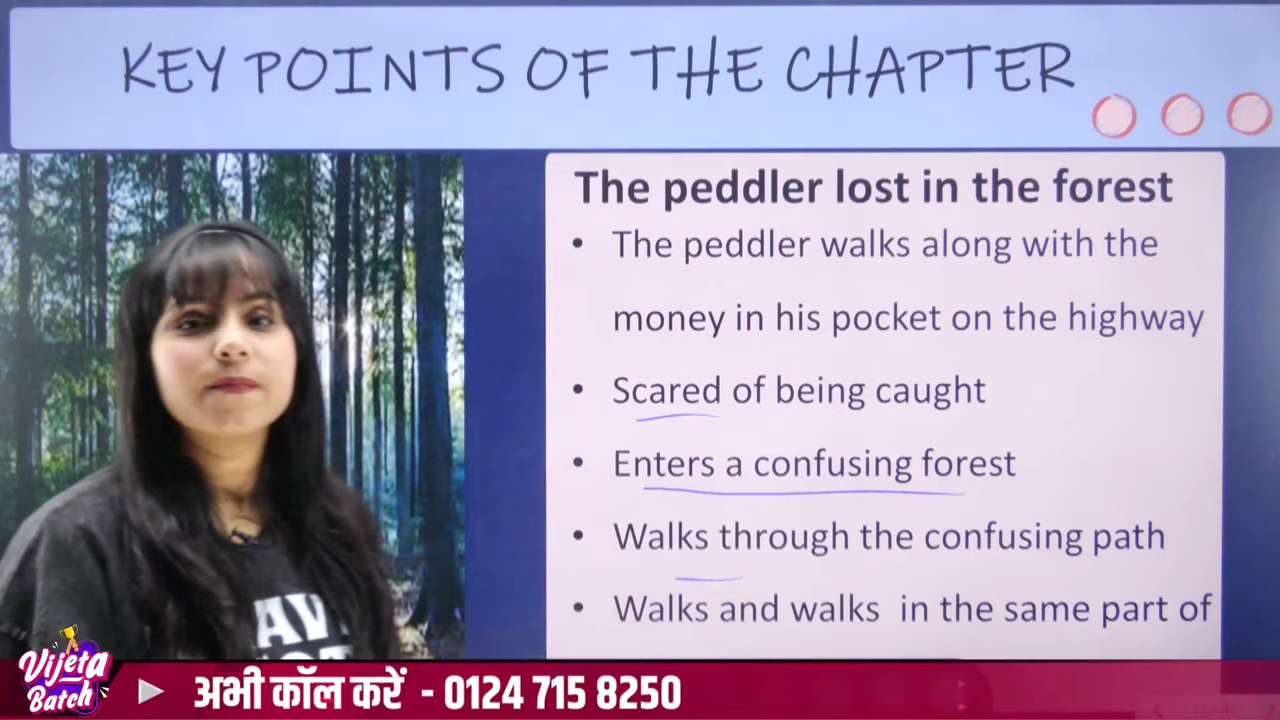 KEY POINTS OF THE CHAPTER
The peddler lost in the forest
• The peddler walks along with the
money in his pocket on the highway
• Scared of being caught
• Enters a confusing forest
• Walks through the confusing path
• Walks and walks in the same part of
AV
Vijeta
Batch
अभी कॉल करें - 0124 715 8250